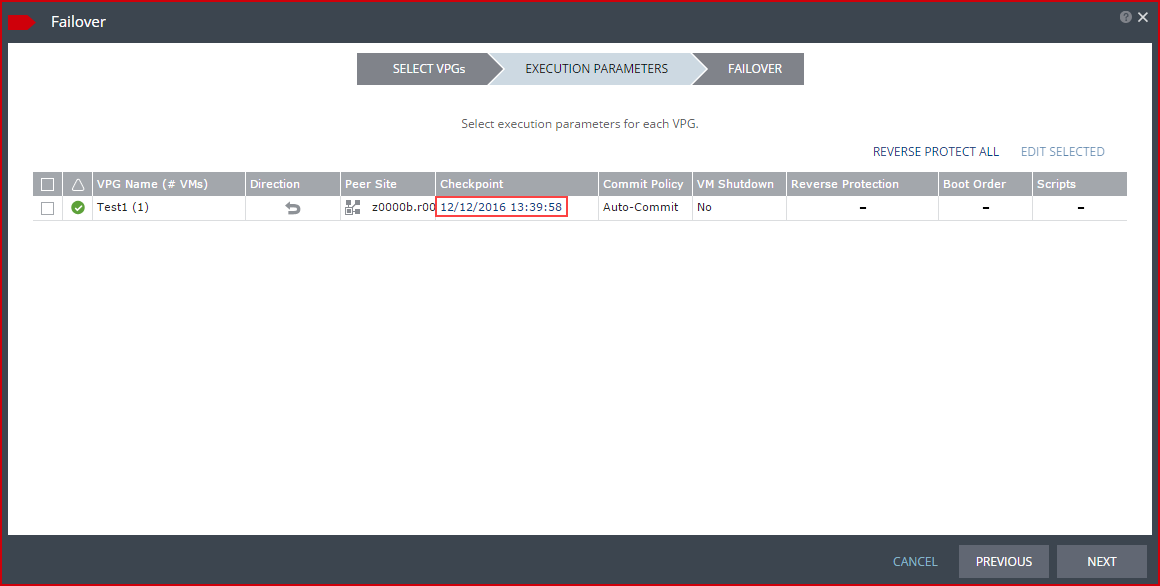 Failover
SELECT VPGs EXECUTION PARAMETERS FAILOVER
Select execution parameters for each VPG.
REVERSE PROTECT ALL EDIT SELECTED
VPG Name (# VMs) Direction Peer Site Checkpoint Commit Policy VM Shutdown Reverse Protection Boot Order Scripts
Test1 (1) z0000b.r00 12/12/2016 13:39:58 Auto-Commit No – – –
CANCEL PREVIOUS NEXT